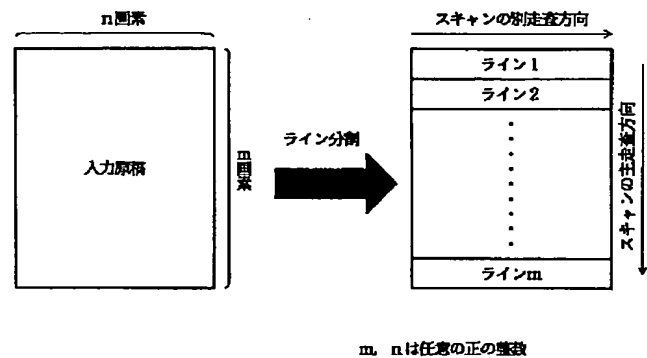 n画素
スキャンの別走査方向
ライン1
ライン2
ライン分割
入力原稿
m画素
スキャンの主走査方向
ラインm
m, nは任意の正の整数